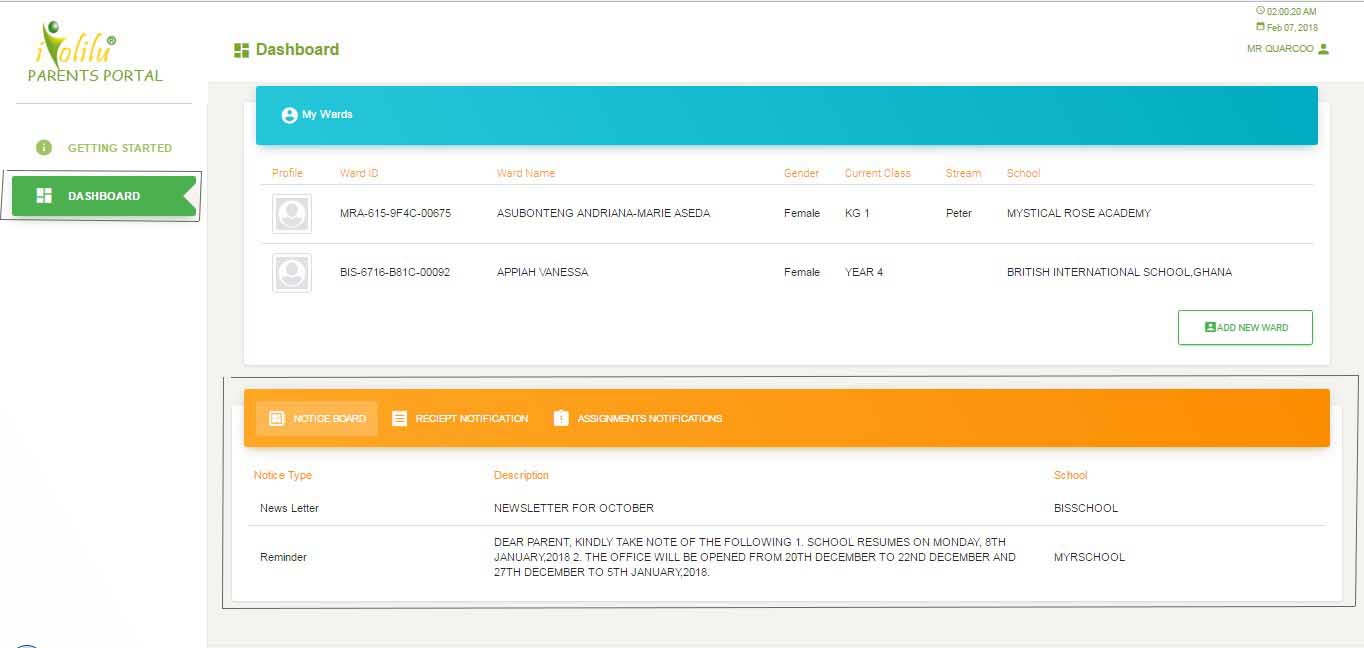 iYolilu®
PARENTS PORTAL
GETTING STARTED
DASHBOARD
Dashboard
02:00:20 AM
Feb 07, 2018
MR QUARCOO
My Wards
Profile Ward ID Ward Name Gender Current Class Stream School
MRA-615-9F4C-00675 ASUBONTENG ANDRIANA-MARIE ASEDA Female KG 1 Peter MYSTICAL ROSE ACADEMY
BIS-6716-B81C-00092 APPIAH VANESSA Female YEAR 4 BRITISH INTERNATIONAL SCHOOL,GHANA
ADD NEW WARD
NOTICE BOARD RECIEPT NOTIFICATION ASSIGNMENTS NOTIFICATIONS
Notice Type Description School
News Letter NEWSLETTER FOR OCTOBER BISSCHOOL
Reminder DEAR PARENT, KINDLY TAKE NOTE OF THE FOLLOWING 1. SCHOOL RESUMES ON MONDAY, 8TH
JANUARY,2018 2. THE OFFICE WILL BE OPENED FROM 20TH DECEMBER TO 22ND DECEMBER AND
27TH DECEMBER TO 5TH JANUARY,2018. MYRSCHOOL